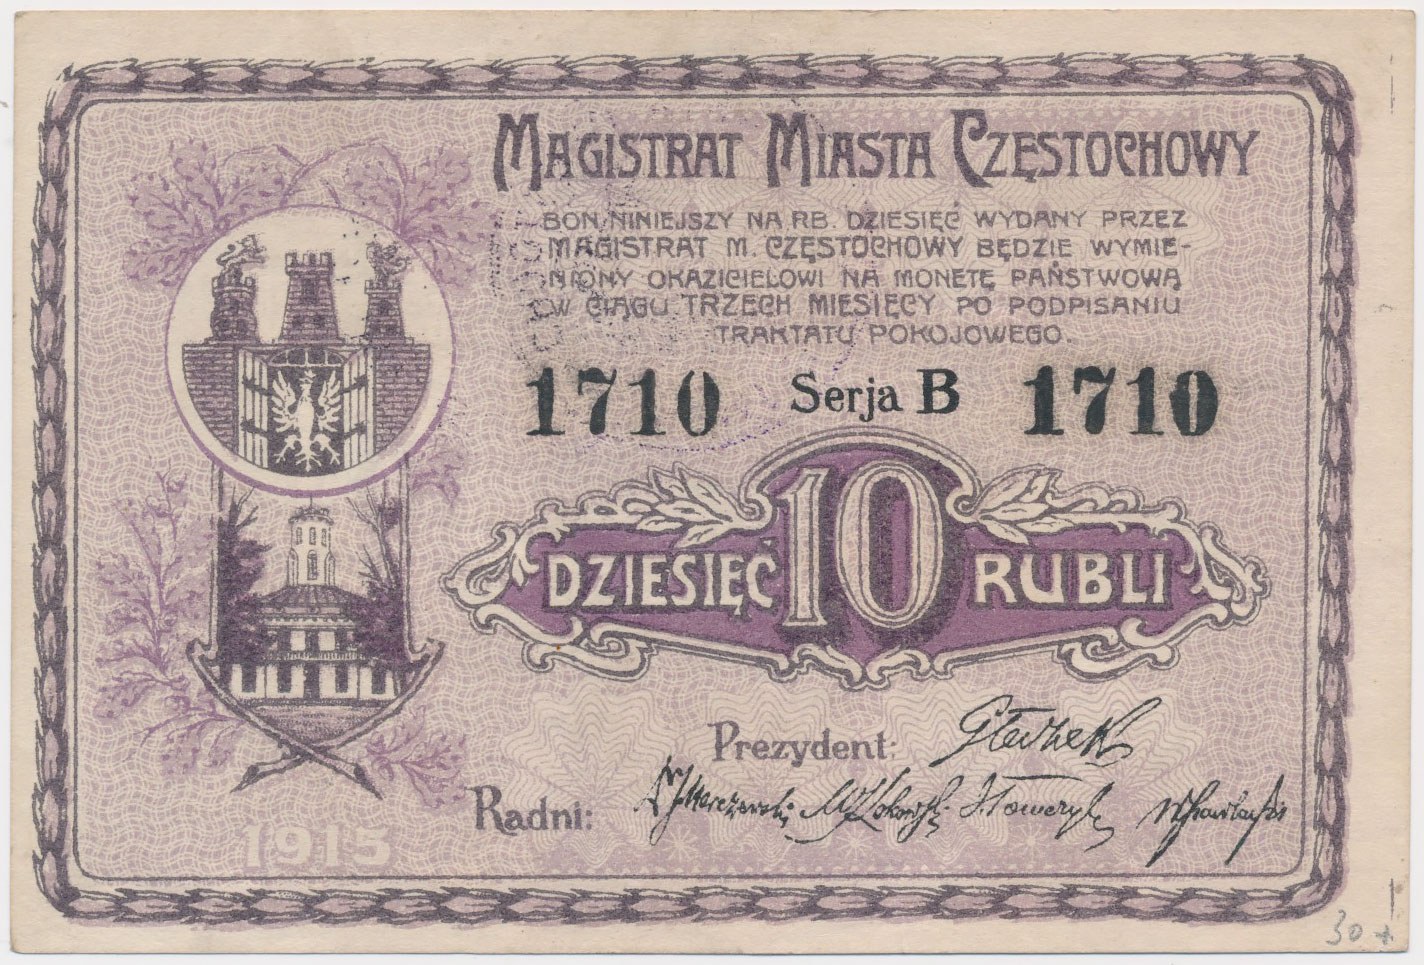 MAGISTRAT MIASTA CZĘSTOCHOWY
BON NINIEJSZY NA RB. DZIESIĘĆ WYDANY PRZEZ
MAGISTRAT M. CZĘSTOCHOWY BĘDZIE WYMIE-
NIONY OKAZICIELOWI NA MONETĘ PAŃSTWOWĄ
W CIĄGU TRZECH MIESIĘCY PO PODPISANIU
TRAKTATU POKOJOWEGO.
1710 Serja B 1710
DZIESIĘĆ 10 RUBLI
Prezydent:
Radni:
1915
30 +